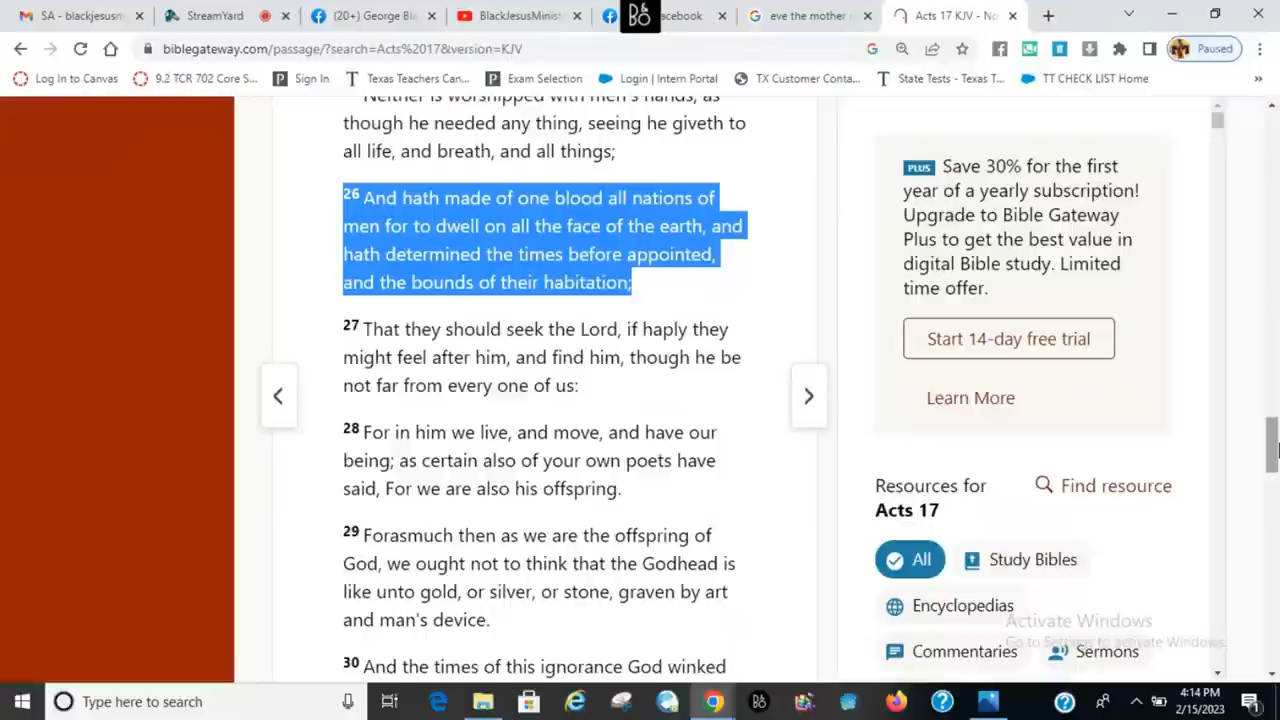 SA - blackjesusm
StreamYard
(20+) George Bla
BlackJesusMinist
B&O
acebook
eve the mother
Acts 17 KJV - No
biblegateway.com/passage/?search=Acts%2017&version=KJV
Paused
Log In to Canvas
9.2 TCR 702 Core S...
Sign In
Texas Teachers Can...
Exam Selection
Login | Intern Portal
TX Customer Conta...
State Tests - Texas T...
TT CHECK LIST Home
»
Neither is worshipped with men's hands, as
though he needed any thing, seeing he giveth to
all life, and breath, and all things;
26 And hath made of one blood all nations of
men for to dwell on all the face of the earth, and
hath determined the times before appointed,
and the bounds of their habitation;
27 That they should seek the Lord, if haply they
might feel after him, and find him, though he be
not far from every one of us:
28 For in him we live, and move, and have our
being; as certain also of your own poets have
said, For we are also his offspring.
29 Forasmuch then as we are the offspring of
God, we ought not to think that the Godhead is
like unto gold, or silver, or stone, graven by art
and man's device.
30 And the times of this ignorance God winked
PLUS Save 30% for the first
year of a yearly subscription!
Upgrade to Bible Gateway
Plus to get the best value in
digital Bible study. Limited
time offer.
Start 14-day free trial
Learn More
Resources for
Acts 17
Find resource
All
Study Bibles
Encyclopedias
Commentaries
Sermons
Activate Windows
Go to Settings to activate Windows.
Type here to search
B&O
4:14 PM
2/15/2023